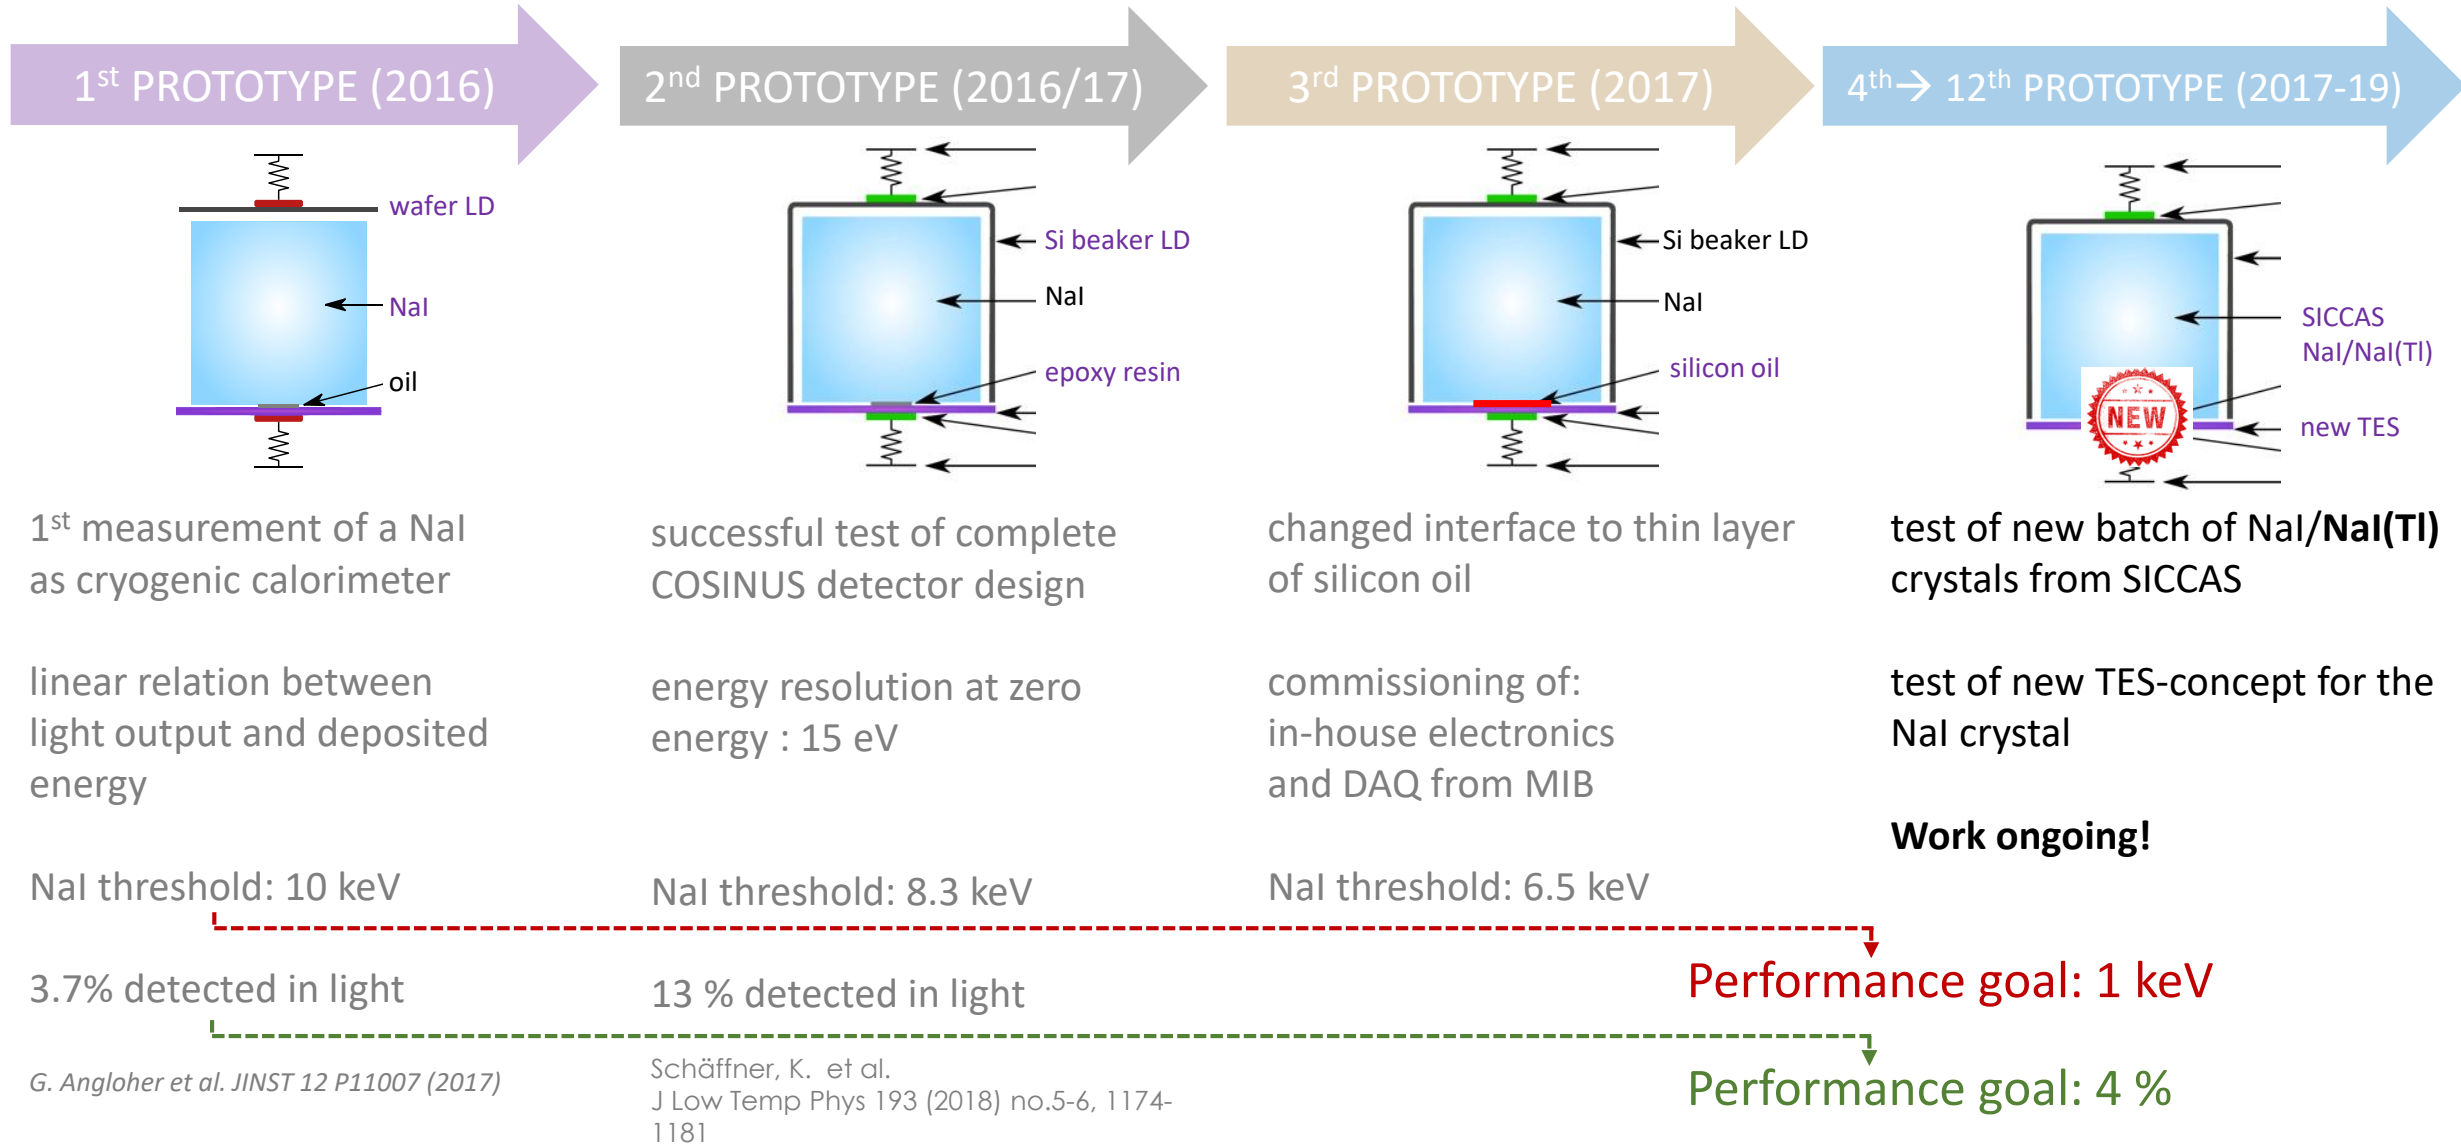 1st PROTOTYPE (2016)
wafer LD
NaI
oil
1st measurement of a NaI
as cryogenic calorimeter
linear relation between
light output and deposited
energy
NaI threshold: 10 keV
3.7% detected in light
G. Angloher et al. JINST 12 P11007 (2017)
2nd PROTOTYPE (2016/17)
Si beaker LD
NaI
epoxy resin
successful test of complete
COSINUS detector design
energy resolution at zero
energy : 15 eV
NaI threshold: 8.3 keV
13 % detected in light
Schäffner, K. et al.
J Low Temp Phys 193 (2018) no.5-6, 1174-
1181
3rd PROTOTYPE (2017)
Si beaker LD
NaI
silicon oil
changed interface to thin layer
of silicon oil
commissioning of:
in-house electronics
and DAQ from MIB
NaI threshold: 6.5 keV
4th→ 12th PROTOTYPE (2017-19)
SICCAS
NaI/NaI(Tl)
NEW
new TES
test of new batch of NaI/NaI(Tl)
crystals from SICCAS
test of new TES-concept for the
NaI crystal
Work ongoing!
Performance goal: 1 keV
Performance goal: 4 %